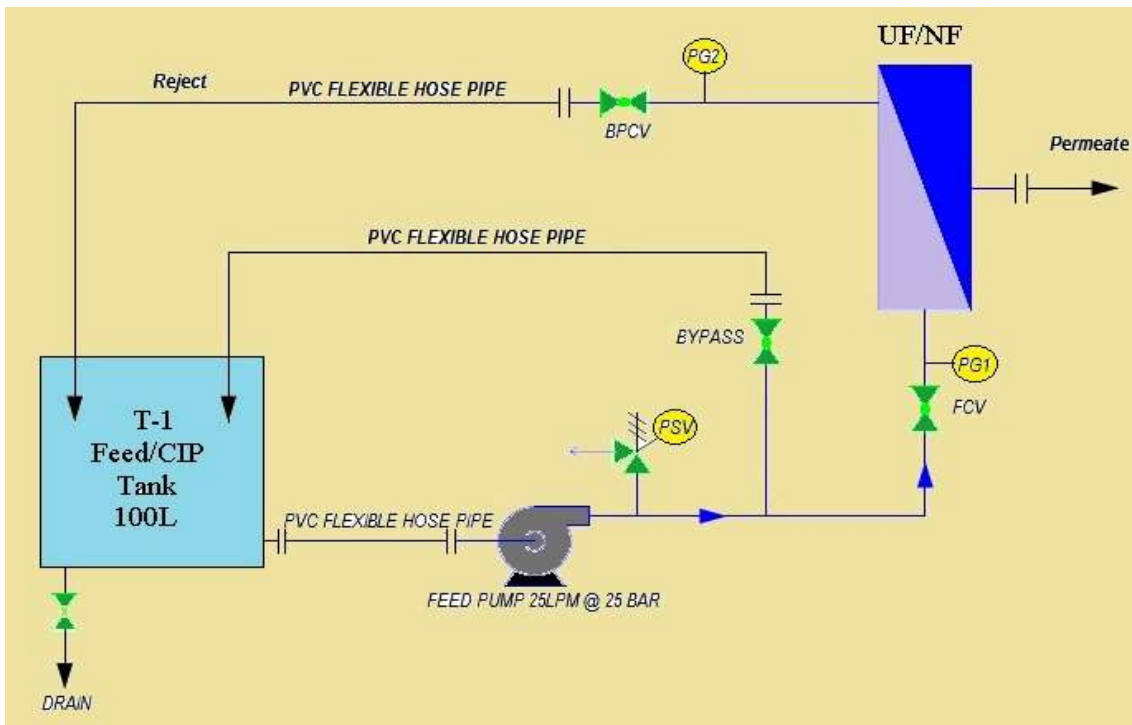 UF/NF
PG2
Reject
PVC FLEXIBLE HOSE PIPE
BPCV
Permeate
PVC FLEXIBLE HOSE PIPE
BYPASS
PG1
FCV
T-1
Feed/CIP
Tank
100L
PSV
PVC FLEXIBLE HOSE PIPE
FEED PUMP 25LPM @ 25 BAR
DRAIN